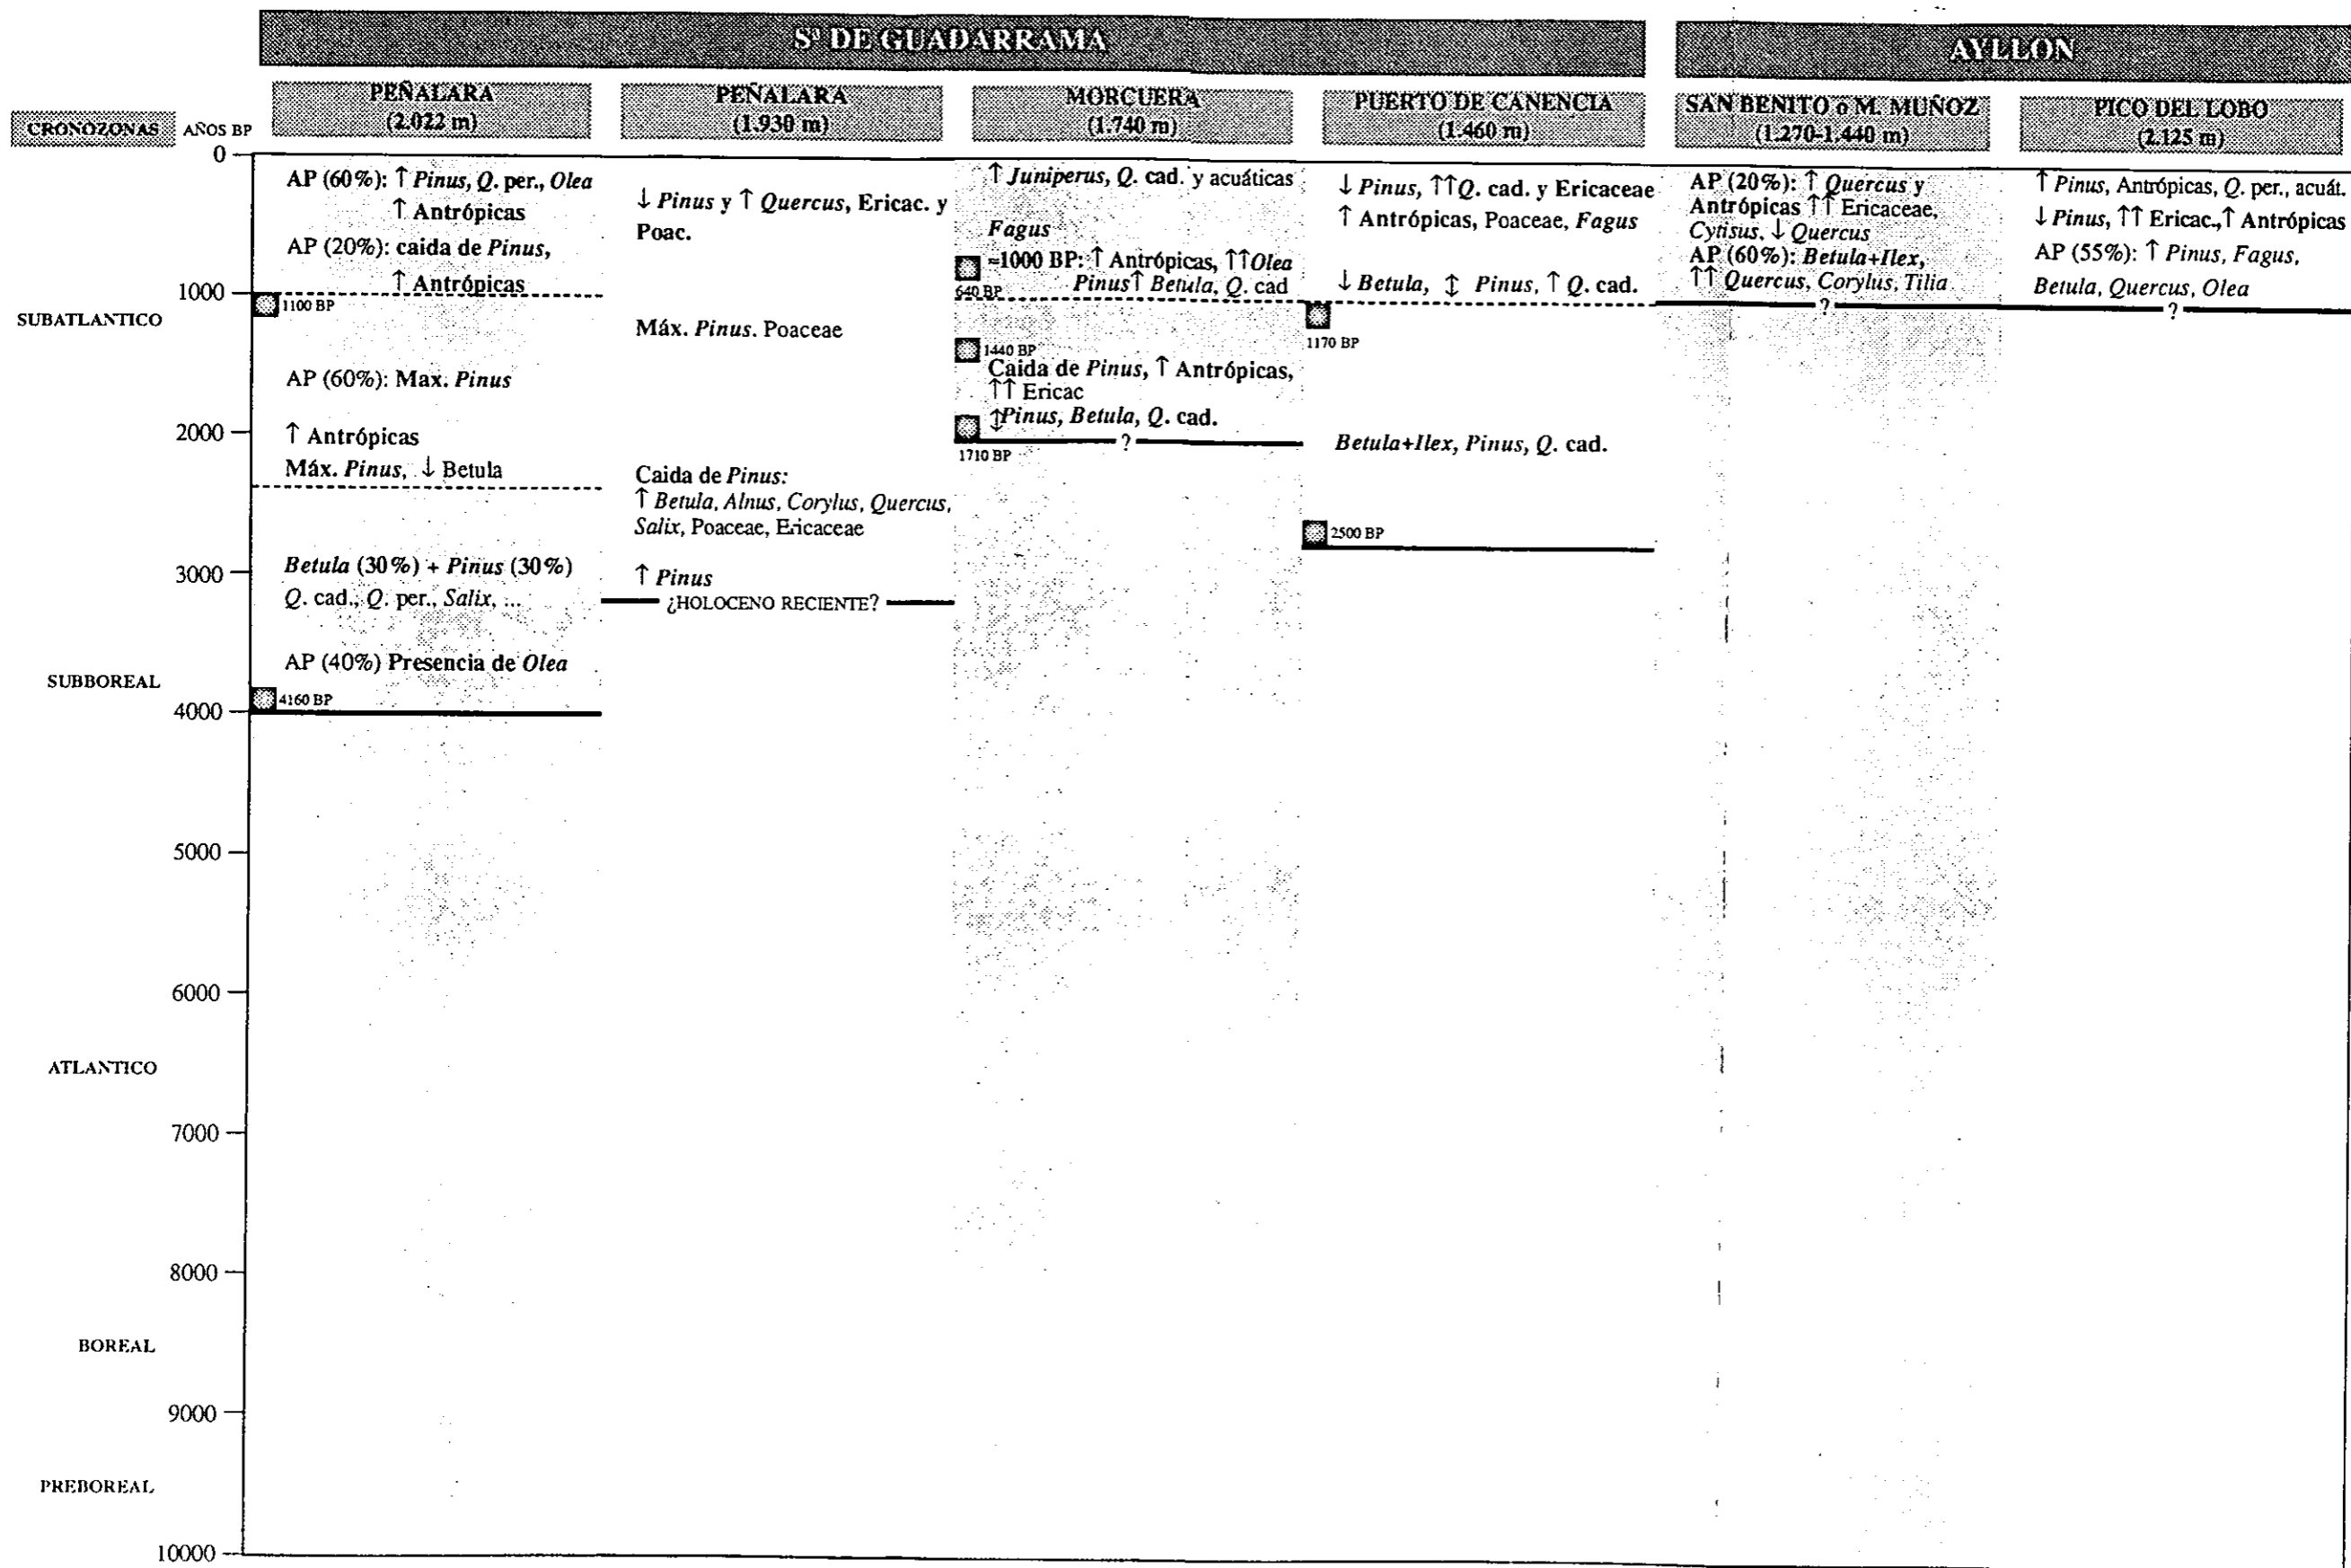 Sª DE GUADARRAMA
AYLLON
PEÑALARA
(2.022 m)
PEÑALARA
(1.930 m)
MORCUERA
(1.740 m)
PUERTO DE CANENCIA
(1.460 m)
SAN BENITO ó M. MUÑOZ
(1.270-1.440 m)
PICO DEL LOBO
(2.125 m)
CRONOZONAS
AÑOS BP
0
1000
2000
3000
4000
5000
6000
7000
8000
9000
10000
SUBATLANTICO
SUBBOREAL
ATLANTICO
BOREAL
PREBOREAL
AP (60%): ↑ Pinus, Q. per., Olea
↑ Antrópicas
AP (20%): caida de Pinus,
↑ Antrópicas
1100 BP
AP (60%): Max. Pinus
↑ Antrópicas
Máx. Pinus, ↓ Betula
Betula (30%) + Pinus (30%)
Q. cad., Q. per., Salix, ...
AP (40%) Presencia de Olea
4160 BP
↓ Pinus y ↑ Quercus, Ericac. y
Poac.
Máx. Pinus. Poaceae
Caida de Pinus:
↑ Betula, Alnus, Corylus, Quercus,
Salix, Poaceae, Ericaceae
↑ Pinus
¿HOLOCENO RECIENTE?
↑ Juniperus, Q. cad. y acuáticas
Fagus
≈1000 BP: ↑ Antrópicas, ↑↑Olea
Pinus↑ Betula, Q. cad
640 BP
1440 BP
Caida de Pinus, ↑ Antrópicas,
↑↑ Ericac
↕Pinus, Betula, Q. cad.
?
1710 BP
↓ Pinus, ↑↑Q. cad. y Ericaceae
↑ Antrópicas, Poaceae, Fagus
↓ Betula, ↕ Pinus, ↑ Q. cad.
1170 BP
Betula+Ilex, Pinus, Q. cad.
2500 BP
AP (20%): ↑ Quercus y
Antrópicas ↑↑ Ericaceae,
Cytisus, ↓ Quercus
AP (60%): Betula+Ilex,
↑↑ Quercus, Corylus, Tilia
?
↑ Pinus, Antrópicas, Q. per., acuát.
↓ Pinus, ↑↑ Ericac.,↑ Antrópicas
AP (55%): ↑ Pinus, Fagus,
Betula, Quercus, Olea
?